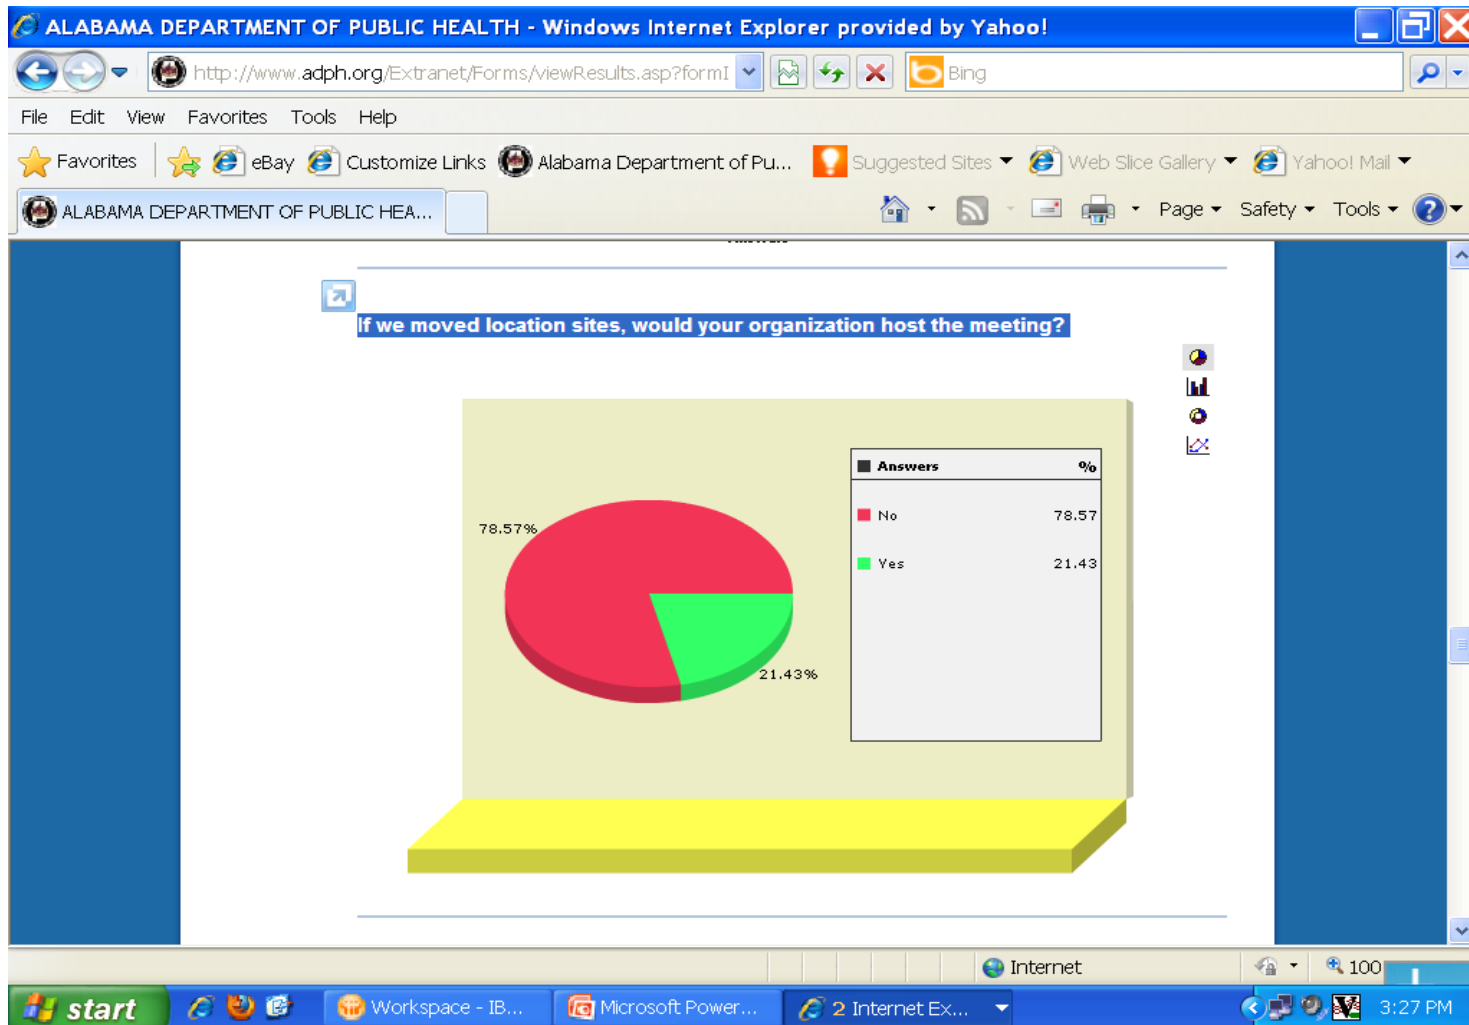 ALABAMA DEPARTMENT OF PUBLIC HEALTH - Windows Internet Explorer provided by Yahoo!
http://www.adph.org/Extranet/Forms/viewResults.asp?formI
Bing
File Edit View Favorites Tools Help
Favorites eBay Customize Links Alabama Department of Pu... Suggested Sites Web Slice Gallery Yahoo! Mail
ALABAMA DEPARTMENT OF PUBLIC HEA... Page Safety Tools
If we moved location sites, would your organization host the meeting?
Answers %
No 78.57
78.57%
Yes 21.43
21.43%
Internet 100
start Workspace - IB... Microsoft Power... 2 Internet Ex... 3:27 PM